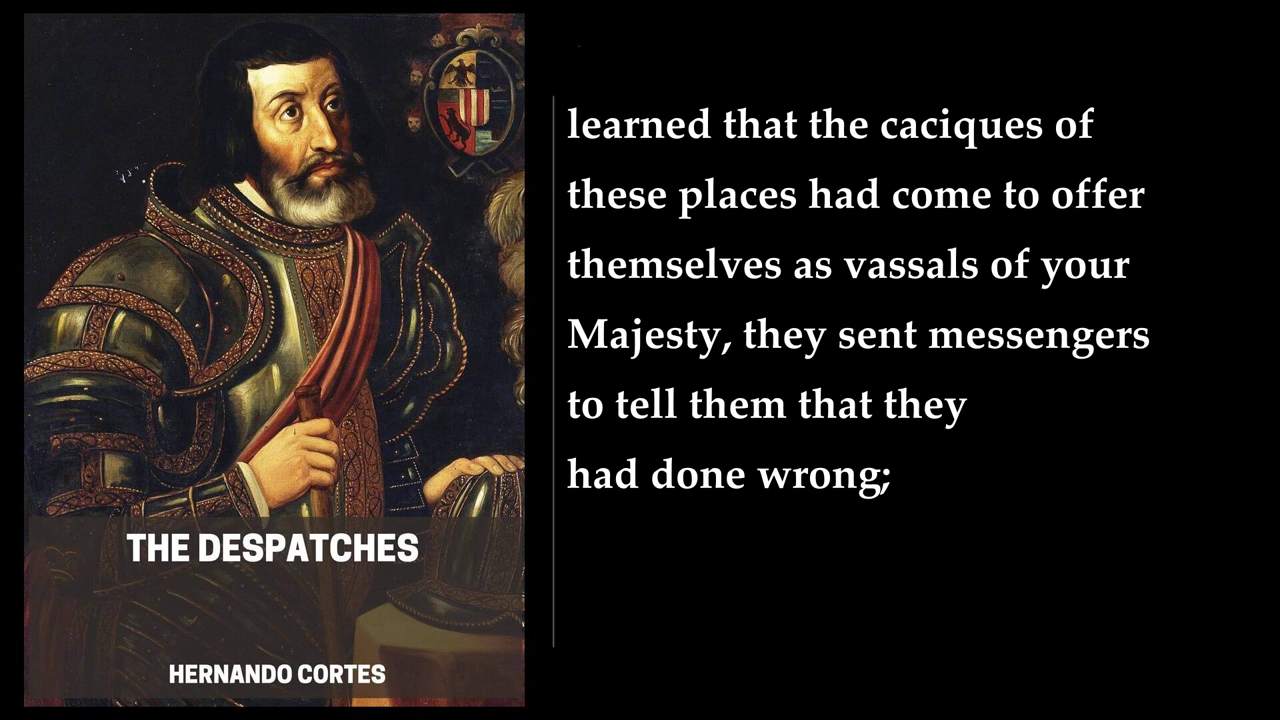 THE DESPATCHES
HERNANDO CORTES
learned that the caciques of
these places had come to offer
themselves as vassals of your
Majesty, they sent messengers
to tell them that they
had done wrong;